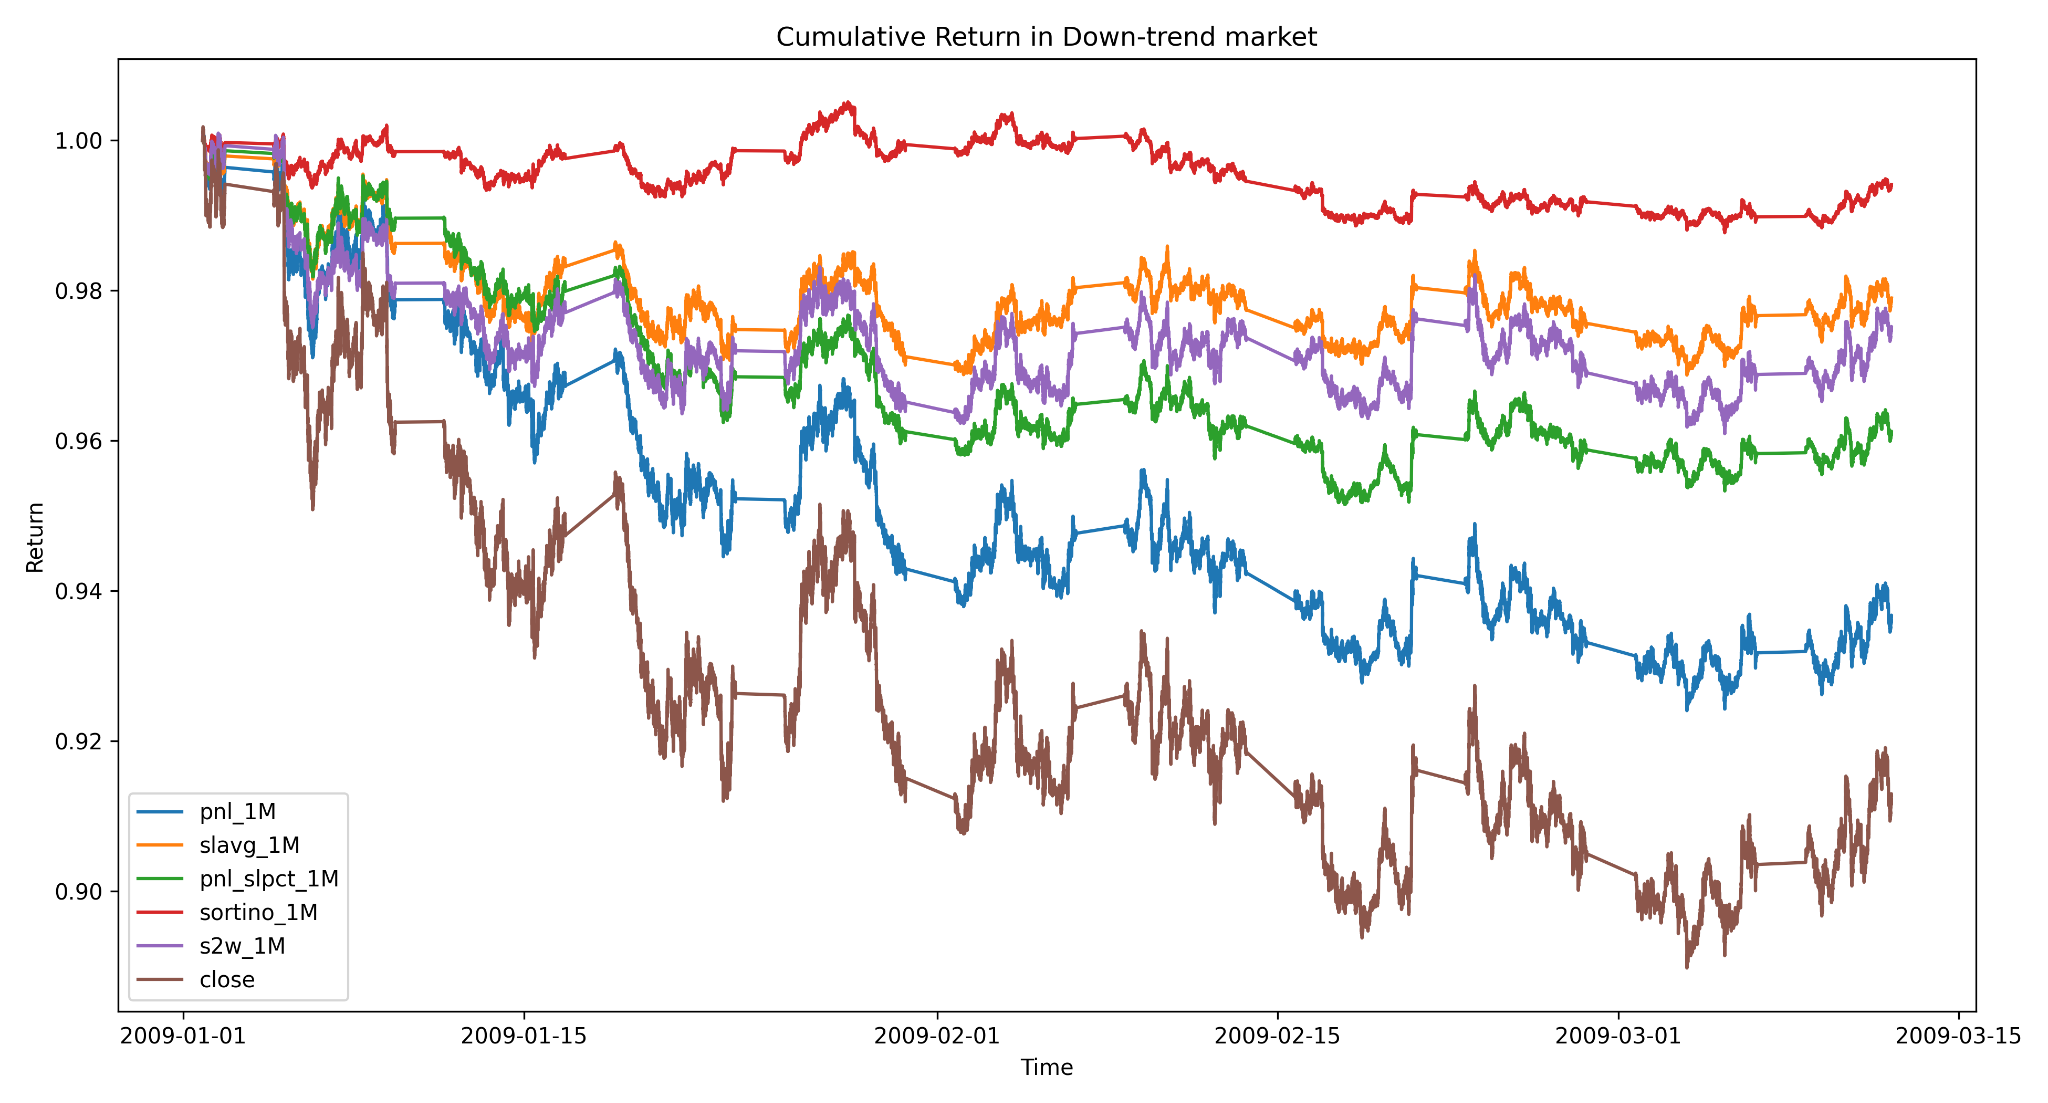 Cumulative Return in Down-trend market
1.00
0.98
0.96
0.94
0.92
0.90
Return
pnl_1M
slavg_1M
pnl_slpct_1M
sortino_1M
s2w_1M
close
2009-01-01 2009-01-15 2009-02-01 2009-02-15 2009-03-01 2009-03-15
Time